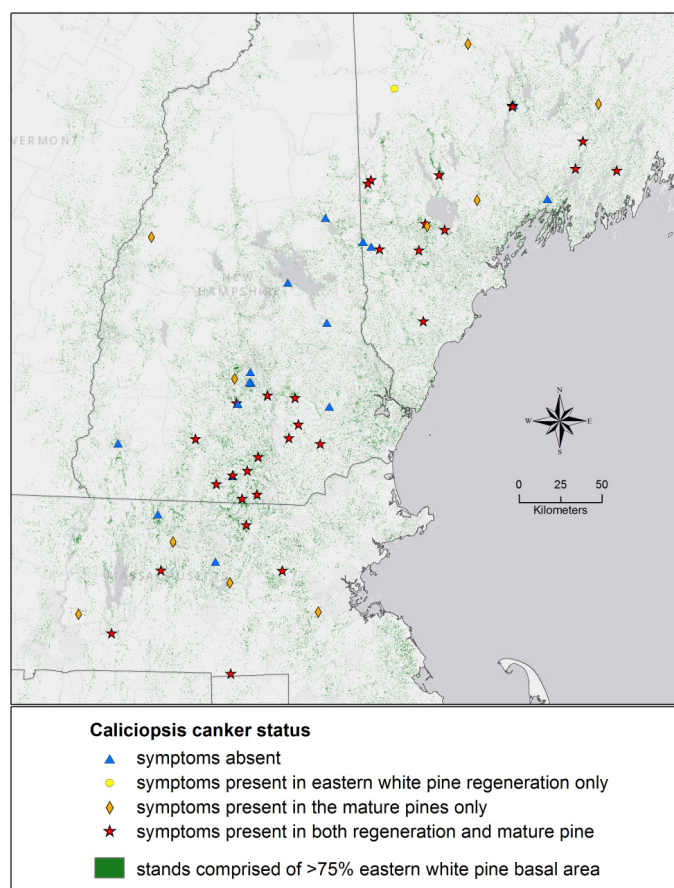 VERMONT
NEW
HAMPSHIRE
N
W E
S
0 25 50
Kilometers
MASSACHUSETTS
Caliciopsis canker status
symptoms absent
symptoms present in eastern white pine regeneration only
symptoms present in the mature pines only
symptoms present in both regeneration and mature pine
stands comprised of >75% eastern white pine basal area